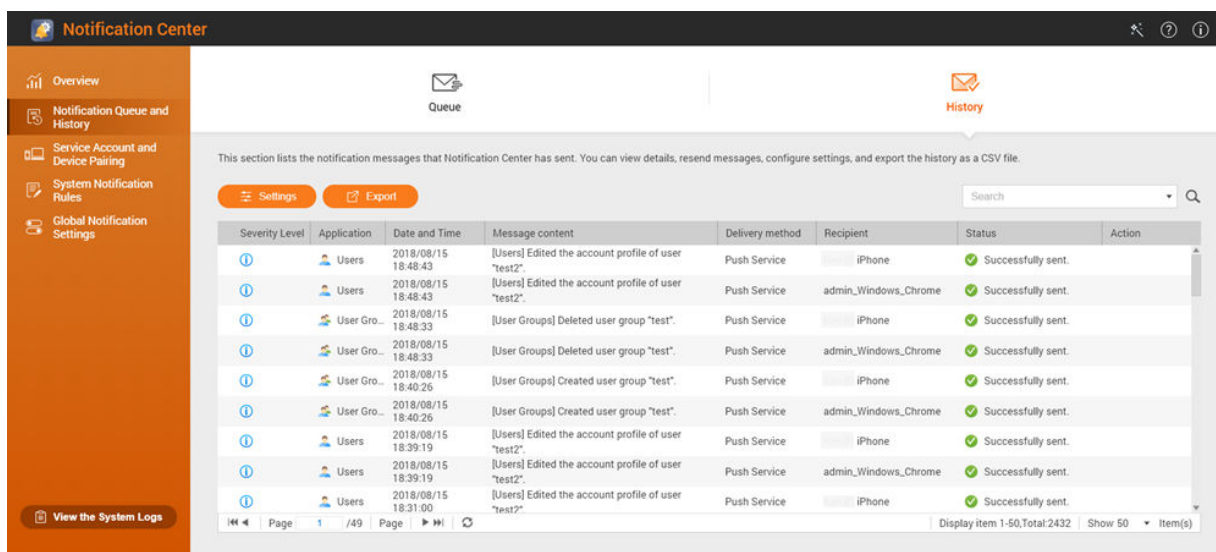 Notification Center
Overview
Notification Queue and
History
Service Account and
Device Pairing
System Notification
Rules
Global Notification
Settings
View the System Logs
Queue
History
This section lists the notification messages that Notification Center has sent. You can view details, resend messages, configure settings, and export the history as a CSV file.
Settings Export Search
Severity Level Application Date and Time Message content Delivery method Recipient Status Action
Users 2018/08/15 18:48:43 [Users] Edited the account profile of user "test2". Push Service iPhone Successfully sent.
Users 2018/08/15 18:48:43 [Users] Edited the account profile of user "test2". Push Service admin_Windows_Chrome Successfully sent.
User Gro... 2018/08/15 18:48:33 [User Groups] Deleted user group "test". Push Service iPhone Successfully sent.
User Gro... 2018/08/15 18:48:33 [User Groups] Deleted user group "test". Push Service admin_Windows_Chrome Successfully sent.
User Gro... 2018/08/15 18:40:26 [User Groups] Created user group "test". Push Service iPhone Successfully sent.
User Gro... 2018/08/15 18:40:26 [User Groups] Created user group "test". Push Service admin_Windows_Chrome Successfully sent.
Users 2018/08/15 18:39:19 [Users] Edited the account profile of user "test2". Push Service iPhone Successfully sent.
Users 2018/08/15 18:39:19 [Users] Edited the account profile of user "test2". Push Service admin_Windows_Chrome Successfully sent.
Users 2018/08/15 18:31:00 [Users] Edited the account profile of user "test2" Push Service iPhone Successfully sent.
Page 1 /49 Page Display item 1-50,Total:2432 Show 50 Item(s)